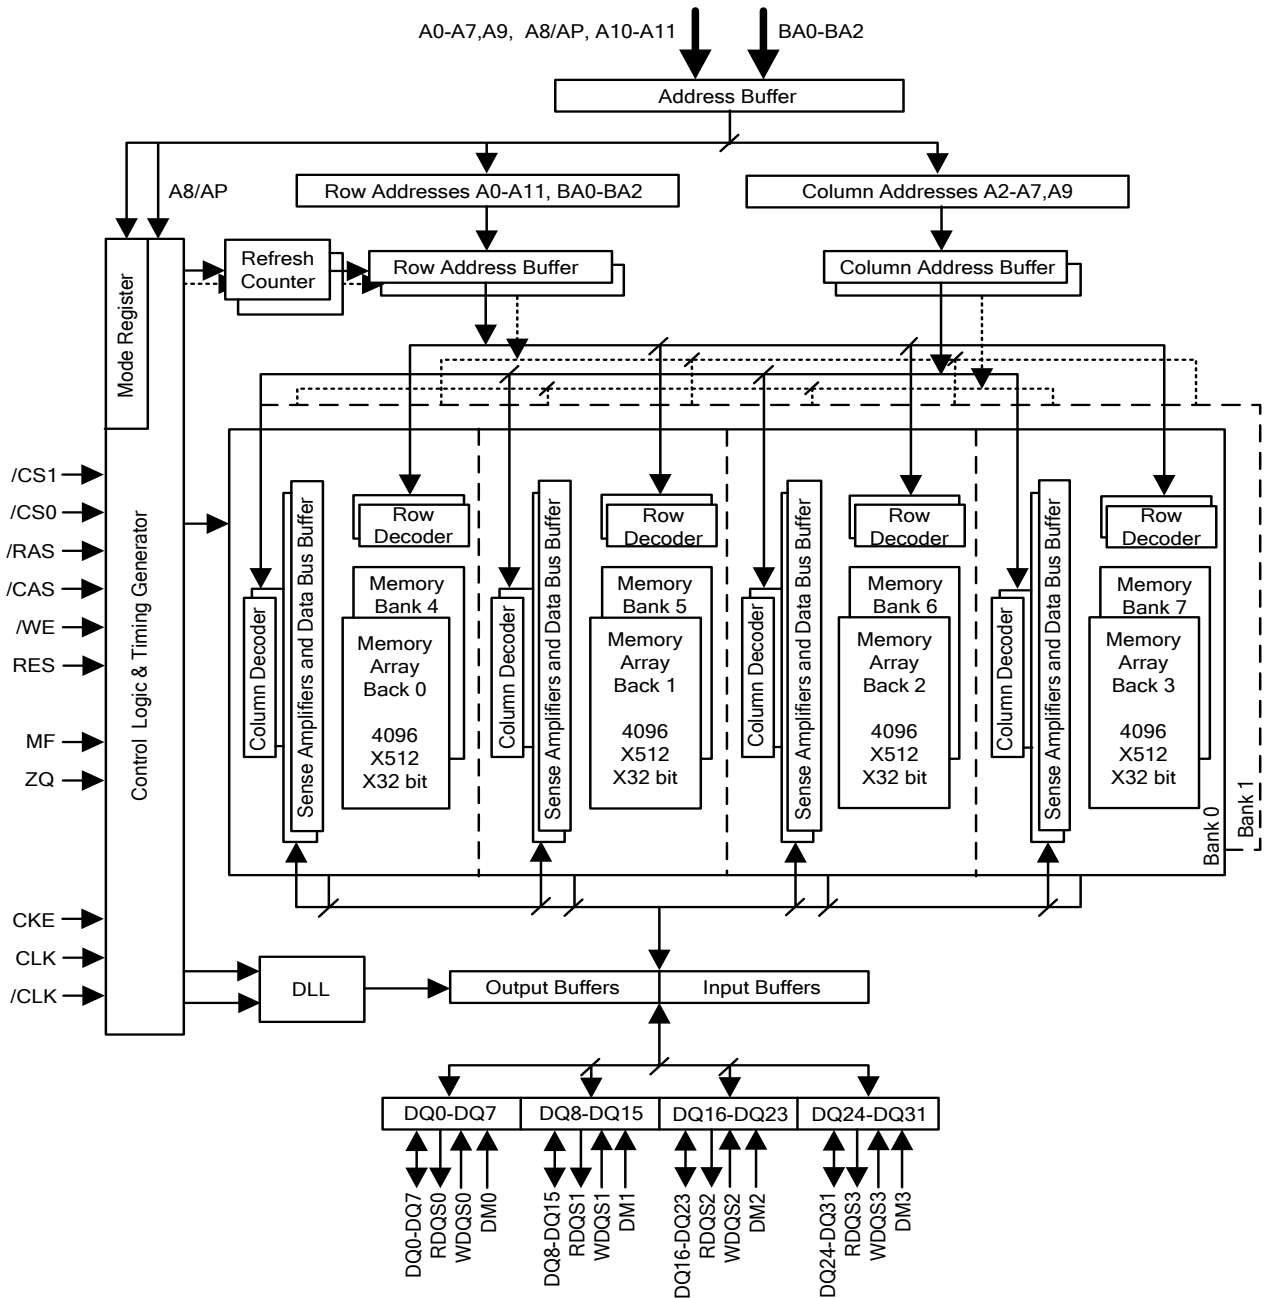 A0-A7,A9, A8/AP, A10-A11
BA0-BA2
Address Buffer
A8/AP
Row Addresses A0-A11, BA0-BA2
Column Addresses A2-A7,A9
Mode Register
Refresh
Counter
Row Address Buffer
Column Address Buffer
/CS1
/CS0
/RAS
/CAS
/WE
RES
MF
ZQ
CKE
CLK
/CLK
Control Logic & Timing Generator
Column Decoder
Sense Amplifiers and Data Bus Buffer
Row
Decoder
Memory
Bank 4
Memory
Array
Back 0
4096
X512
X32 bit
Column Decoder
Sense Amplifiers and Data Bus Buffer
Row
Decoder
Memory
Bank 5
Memory
Array
Back 1
4096
X512
X32 bit
Column Decoder
Sense Amplifiers and Data Bus Buffer
Row
Decoder
Memory
Bank 6
Memory
Array
Back 2
4096
X512
X32 bit
Column Decoder
Sense Amplifiers and Data Bus Buffer
Row
Decoder
Memory
Bank 7
Memory
Array
Back 3
4096
X512
X32 bit
Bank 0
Bank 1
DLL
Output Buffers
Input Buffers
DQ0-DQ7
DQ8-DQ15
DQ16-DQ23
DQ24-DQ31
DQ0-DQ7
RDQS0
WDQS0
DM0
DQ8-DQ15
RDQS1
WDQS1
DM1
DQ16-DQ23
RDQS2
WDQS2
DM2
DQ24-DQ31
RDQS3
WDQS3
DM3